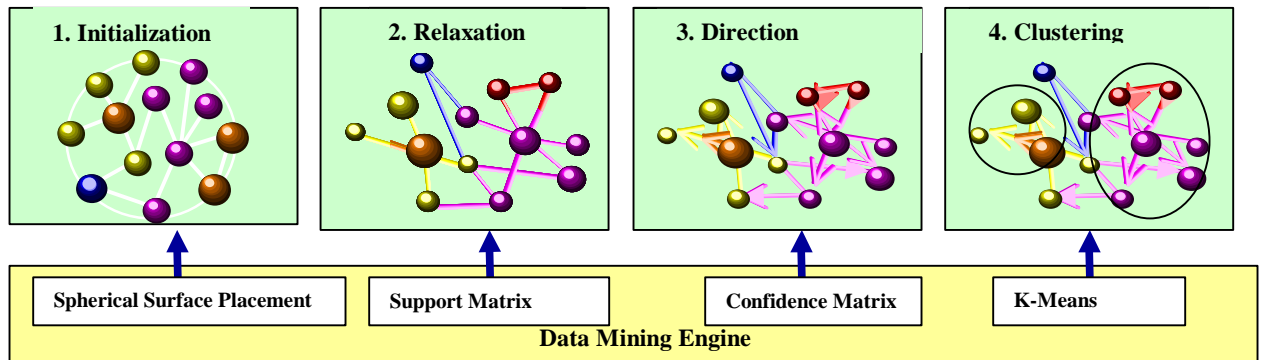 1. Initialization
2. Relaxation
3. Direction
4. Clustering
Spherical Surface Placement
Support Matrix
Confidence Matrix
K-Means
Data Mining Engine